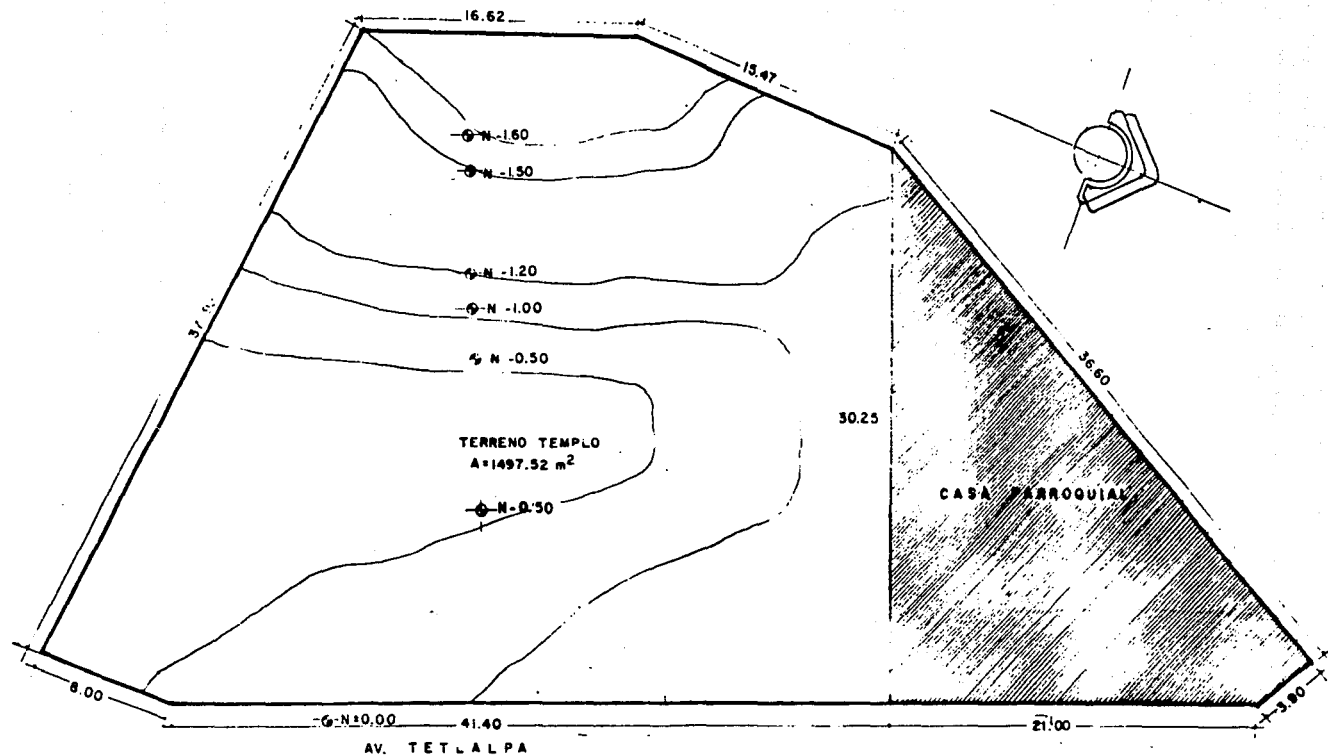 16.62
15.47
N -1.60
N -1.50
N -1.20
N -1.00
N -0.50
36.60
30.25
TERRENO TEMPLO
A=1497.52 m²
CASA PARROQUIAL
N-0.50
8.00
3.90
N±0.00
41.40
21.00
AV. TETLALPA